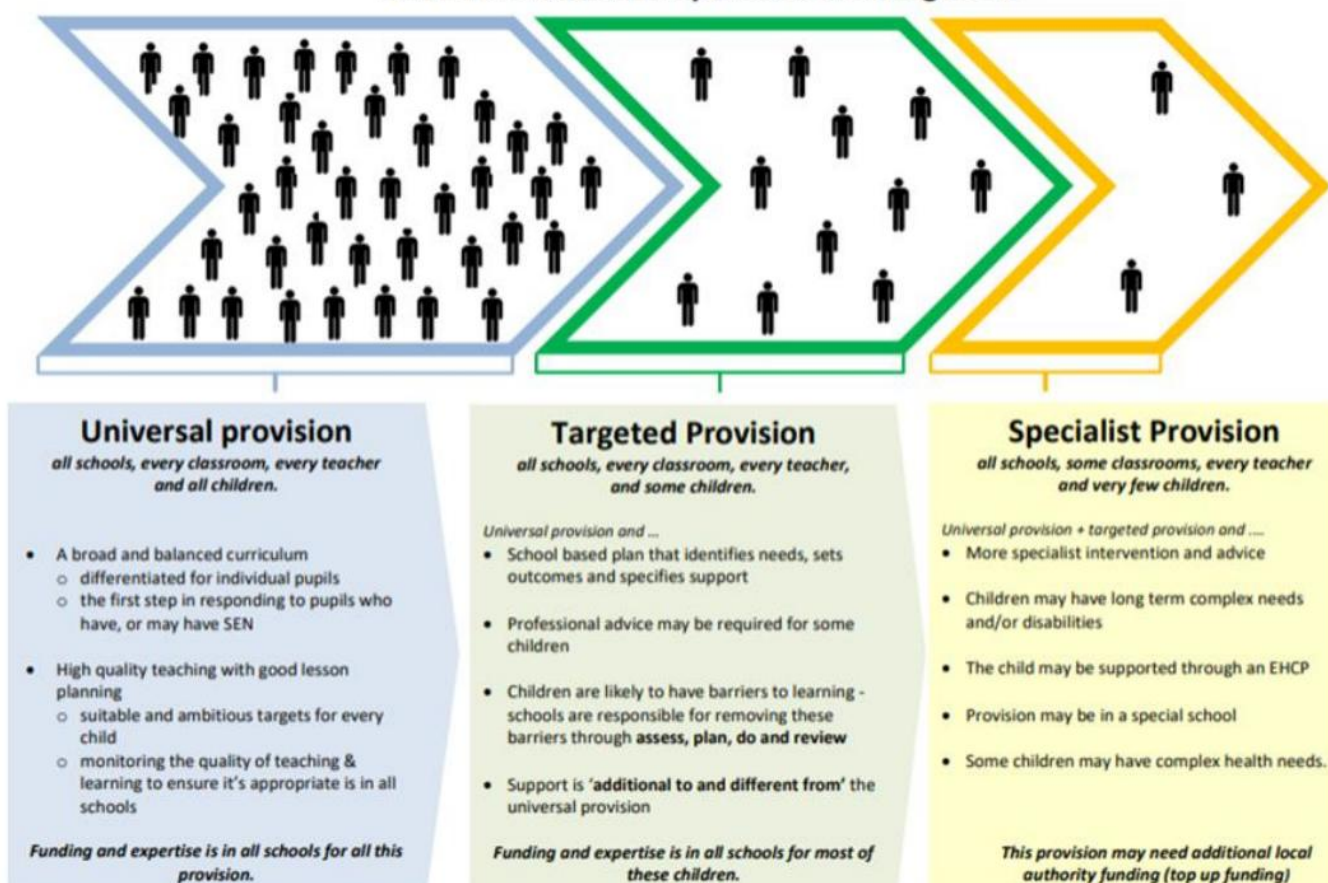 Universal provision
all schools, every classroom, every teacher
and all children.
• A broad and balanced curriculum
o differentiated for individual pupils
o the first step in responding to pupils who
have, or may have SEN
• High quality teaching with good lesson
planning
o suitable and ambitious targets for every
child
o monitoring the quality of teaching &
learning to ensure it's appropriate is in all
schools
Funding and expertise is in all schools for all this
provision.
Targeted Provision
all schools, every classroom, every teacher,
and some children.
Universal provision and ...
• School based plan that identifies needs, sets
outcomes and specifies support
• Professional advice may be required for some
children
• Children are likely to have barriers to learning -
schools are responsible for removing these
barriers through assess, plan, do and review
• Support is 'additional to and different from' the
universal provision
Funding and expertise is in all schools for most of
these children.
Specialist Provision
all schools, some classrooms, every teacher
and very few children.
Universal provision + targeted provision and ....
• More specialist intervention and advice
• Children may have long term complex needs
and/or disabilities
• The child may be supported through an EHCP
• Provision may be in a special school
• Some children may have complex health needs.
This provision may need additional local
authority funding (top up funding)